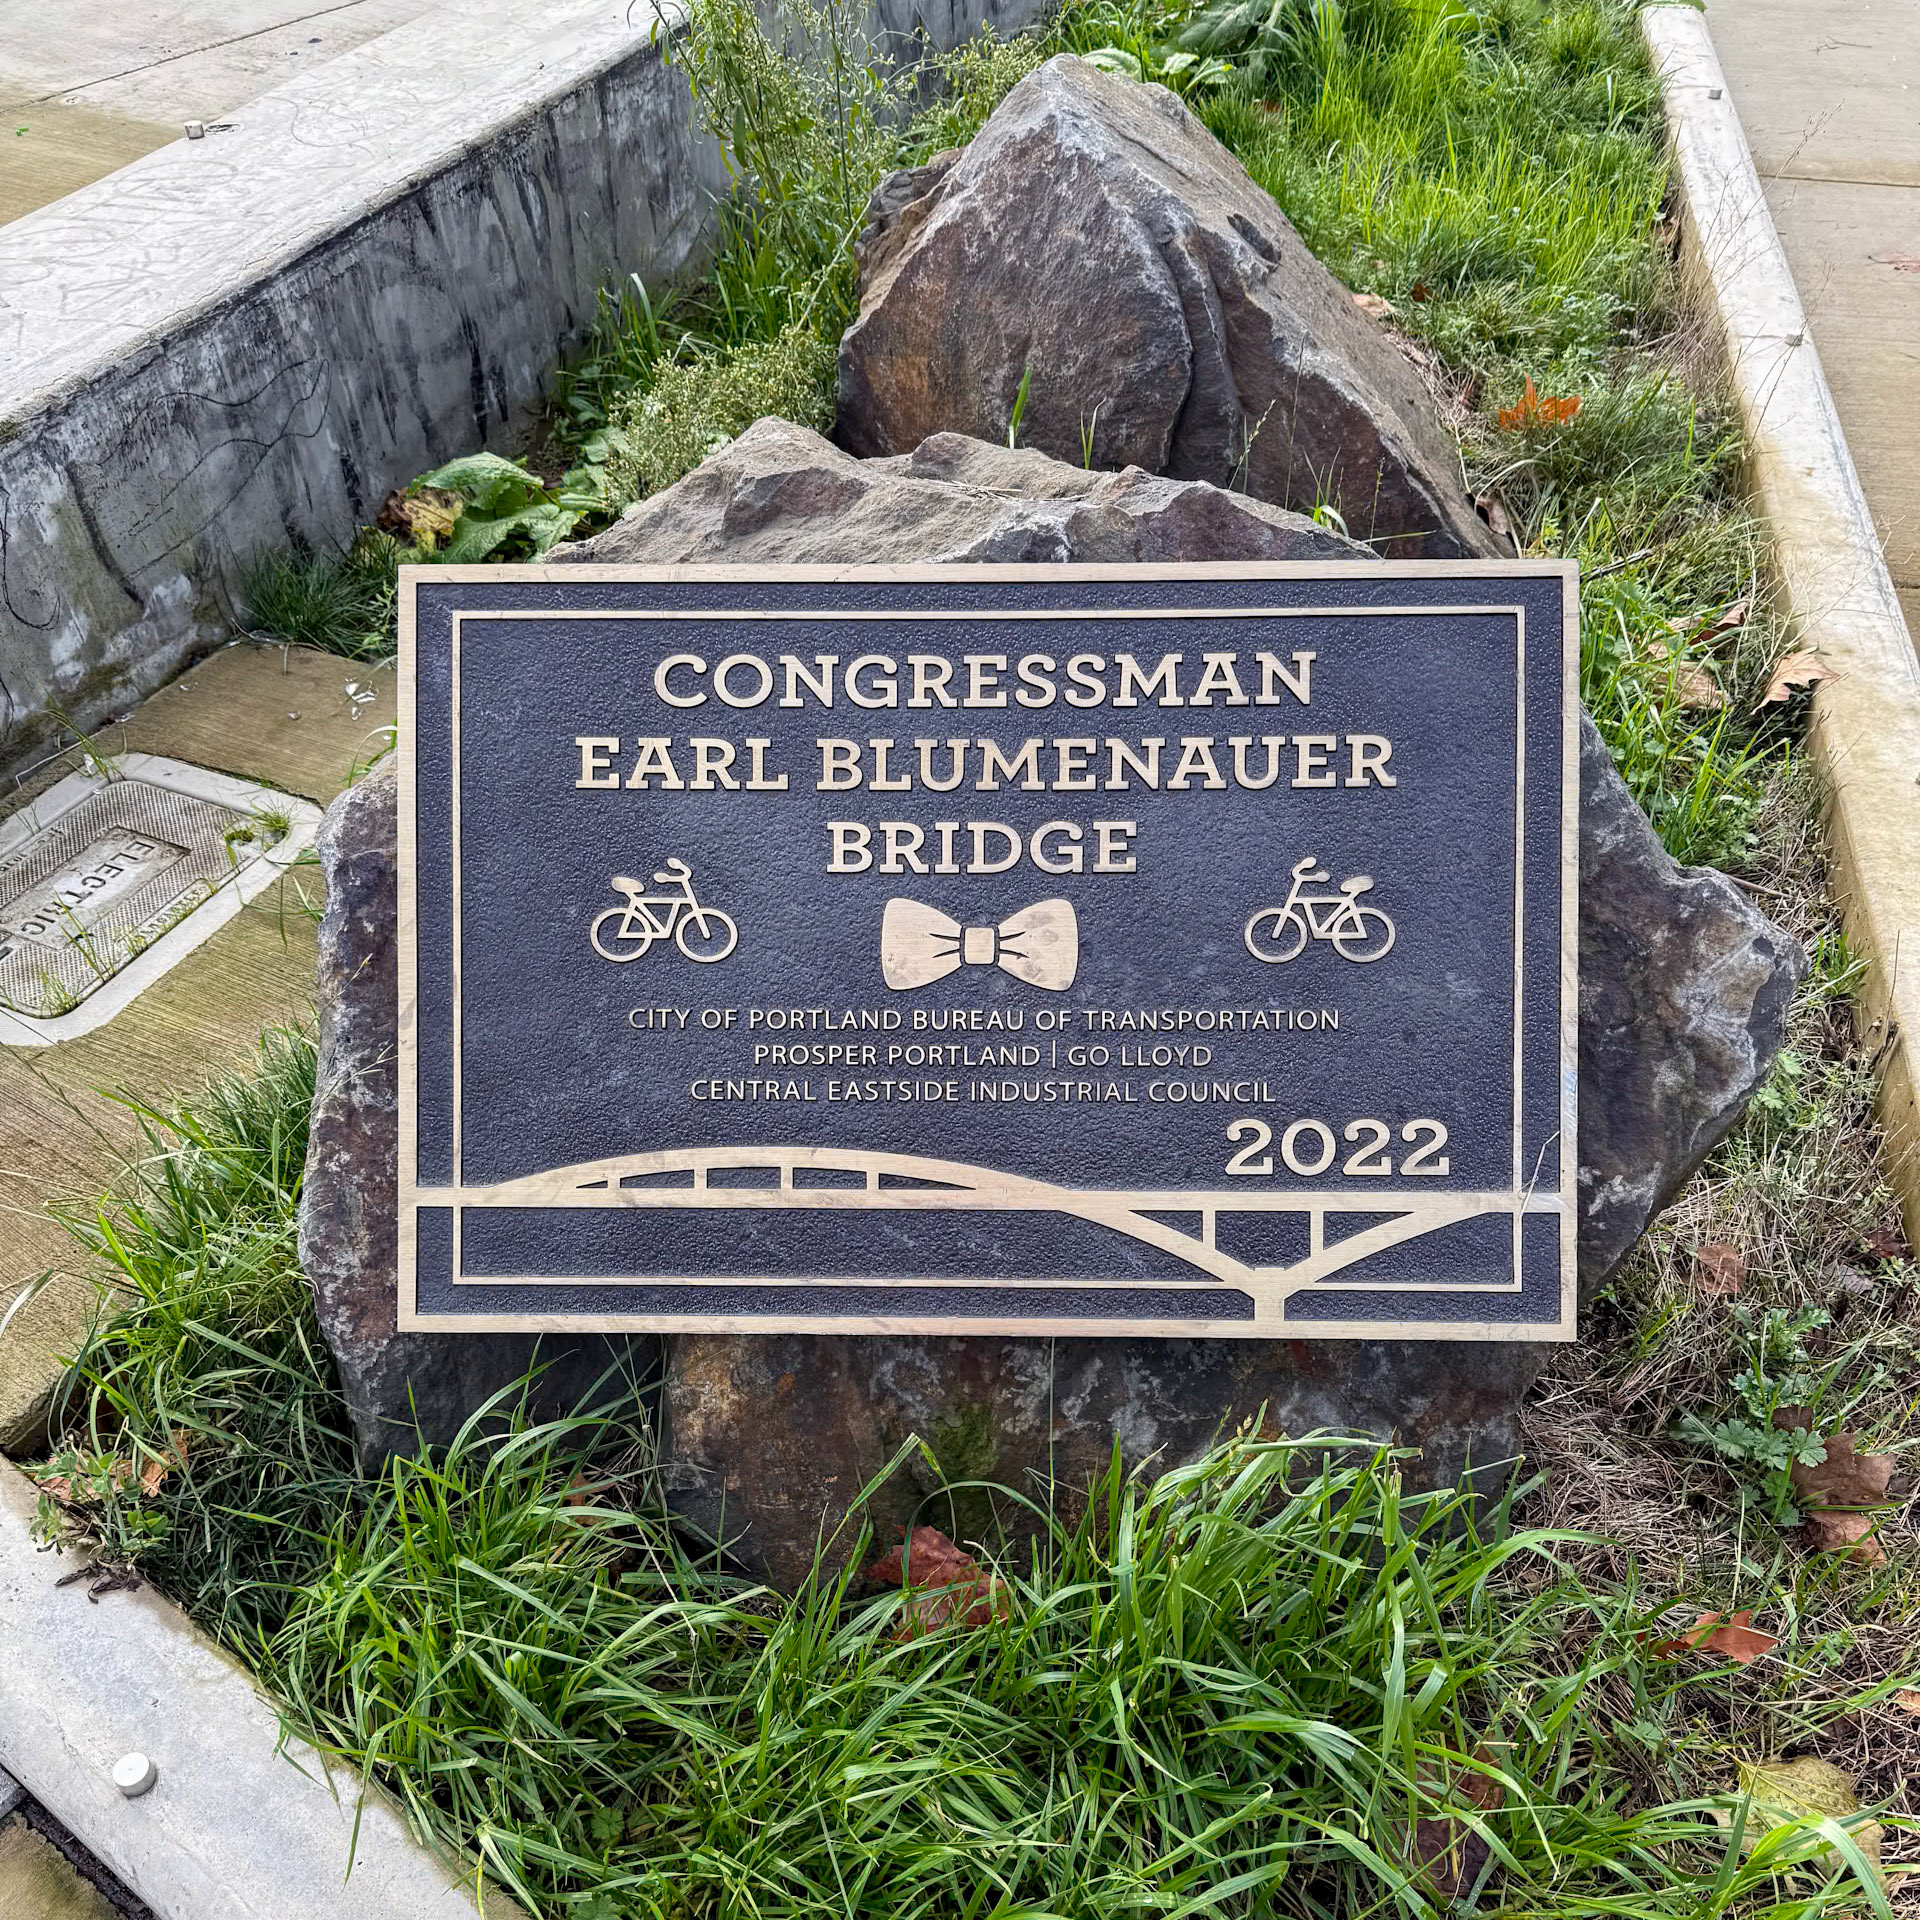 CONGRESSMAN
EARL BLUMENAUER
BRIDGE
CITY OF PORTLAND BUREAU OF TRANSPORTATION
PROSPER PORTLAND | GO LLOYD
CENTRAL EASTSIDE INDUSTRIAL COUNCIL
2022
ELECTRIC